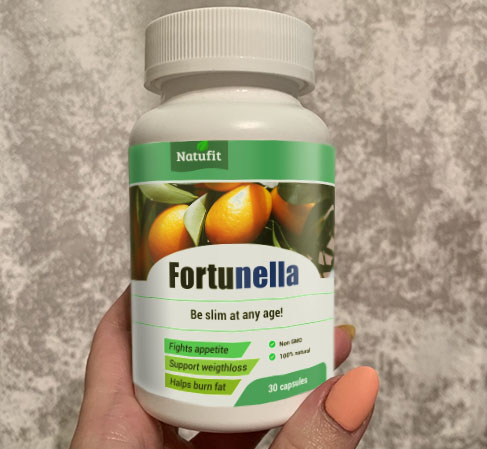 Natufit
Fortunella
Be slim at any age!
Fights appetite
Support weigthloss
Helps burn fat
Non GMO
100% natural
30 capsules